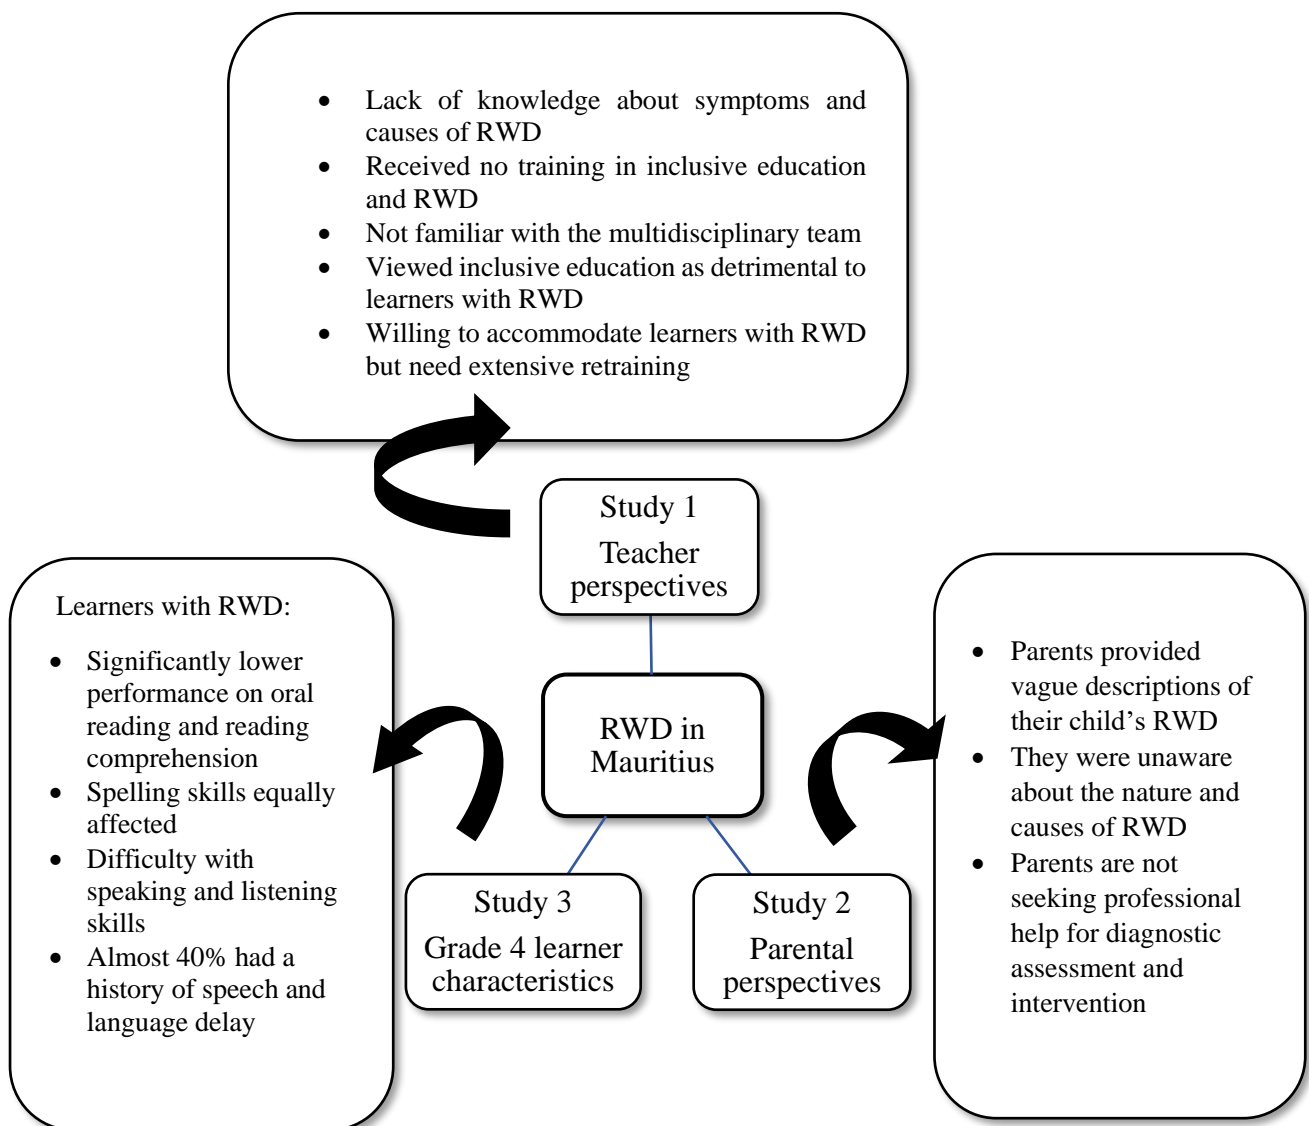 • Lack of knowledge about symptoms and
causes of RWD
• Received no training in inclusive education
and RWD
• Not familiar with the multidisciplinary team
• Viewed inclusive education as detrimental to
learners with RWD
• Willing to accommodate learners with RWD
but need extensive retraining
Study 1
Teacher
perspectives
Learners with RWD:
• Significantly lower
performance on oral
reading and reading
comprehension
• Spelling skills equally
affected
• Difficulty with
speaking and listening
skills
• Almost 40% had a
history of speech and
language delay
RWD in
Mauritius
• Parents provided
vague descriptions of
their child’s RWD
• They were unaware
about the nature and
causes of RWD
• Parents are not
seeking professional
help for diagnostic
assessment and
intervention
Study 3
Grade 4 learner
characteristics
Study 2
Parental
perspectives